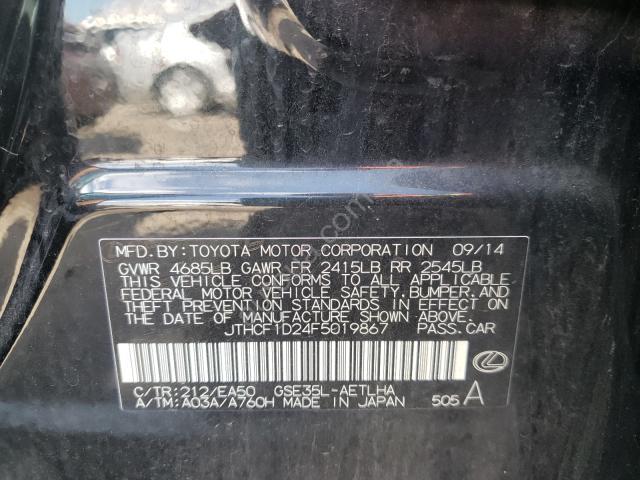 MFD.BY:TOYOTA MOTOR CORPORATION 09/14
GVWR 4685LB GAWR FR 2415LB RR 2545LB
THIS VEHICLE CONFORMS TO ALL APPLICABLE
FEDERAL MOTOR VEHICLE SAFETY, BUMPER, AND
THEFT PREVENTION STANDARDS IN EFFECT ON
THE DATE OF MANUFACTURE SHOWN ABOVE.
JTHCF1D24F5019867 PASS.CAR
C/TR:212/EA50 GSE35L-AETLHA
A/TM:A03A/A760H MADE IN JAPAN 505 A